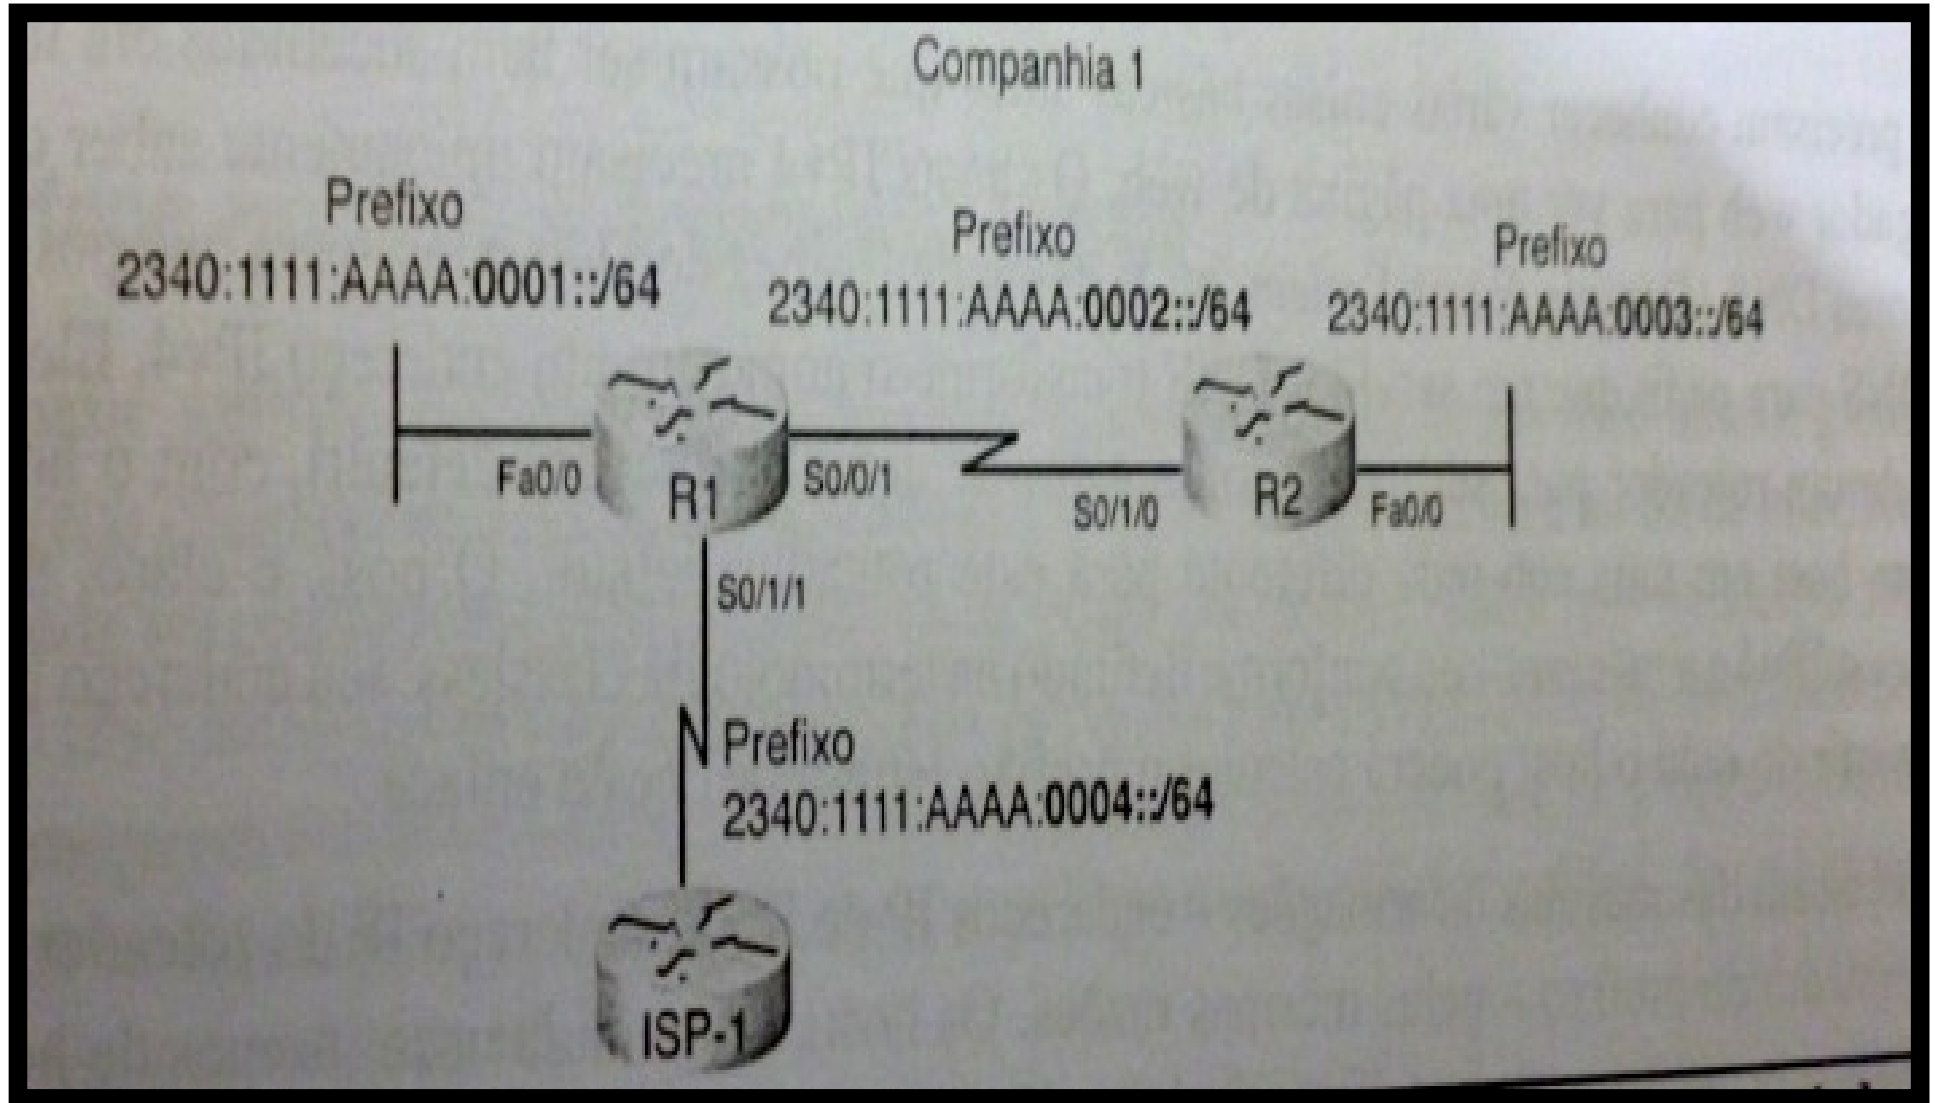 Companhia 1
Prefixo
2340:1111:AAAA:0001::/64
Prefixo
2340:1111:AAAA:0002::/64
Prefixo
2340:1111:AAAA:0003::/64
Fa0/0
R1
S0/0/1
S0/1/0
R2
Fa0/0
S0/1/1
Prefixo
2340:1111:AAAA:0004::/64
ISP-1